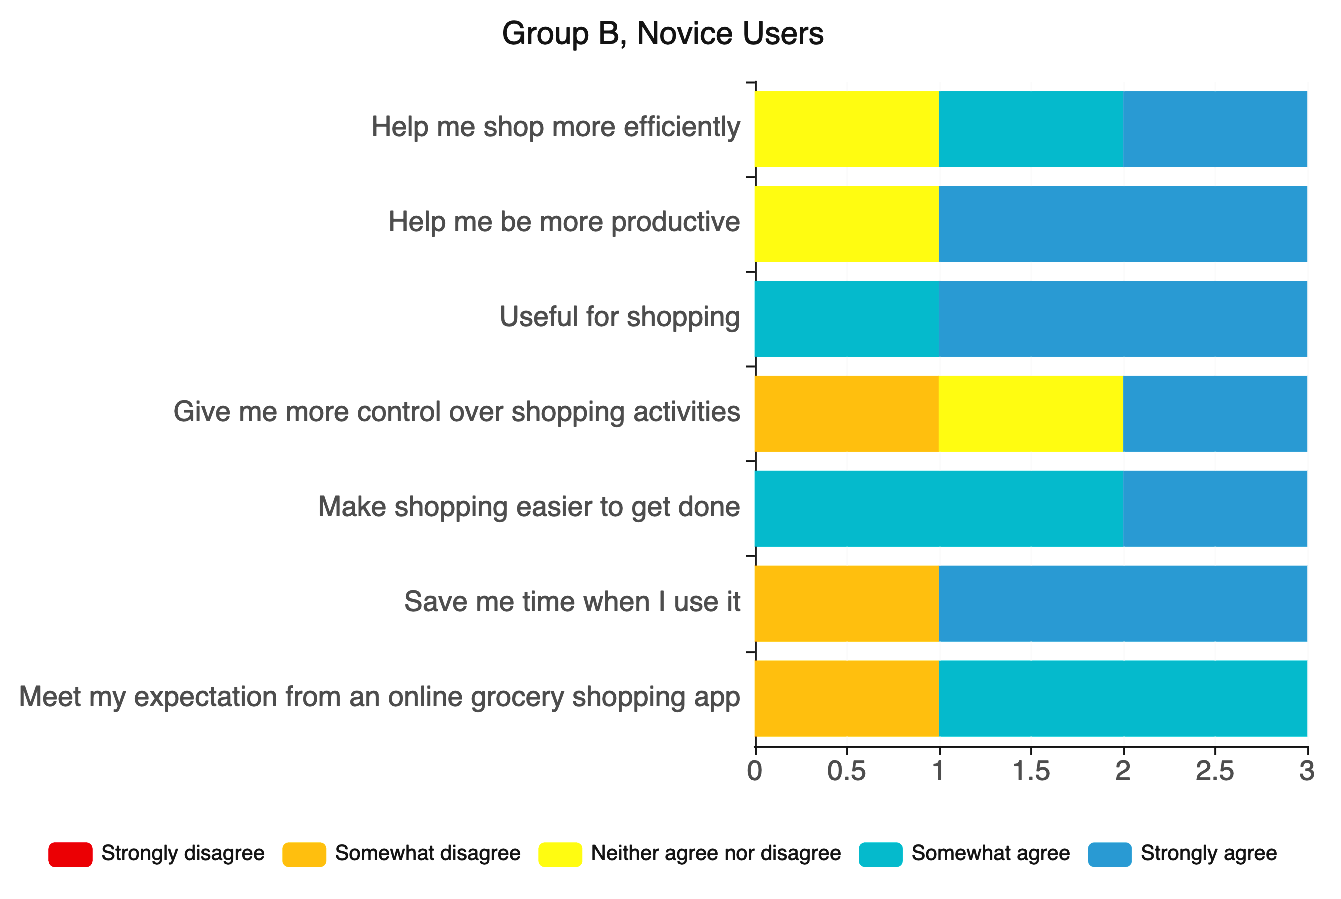 Group B, Novice Users
Help me shop more efficiently
Help me be more productive
Useful for shopping
Give me more control over shopping activities
Make shopping easier to get done
Save me time when I use it
Meet my expectation from an online grocery shopping app
0 0.5 1 1.5 2 2.5 3
Strongly disagree Somewhat disagree Neither agree nor disagree Somewhat agree Strongly agree